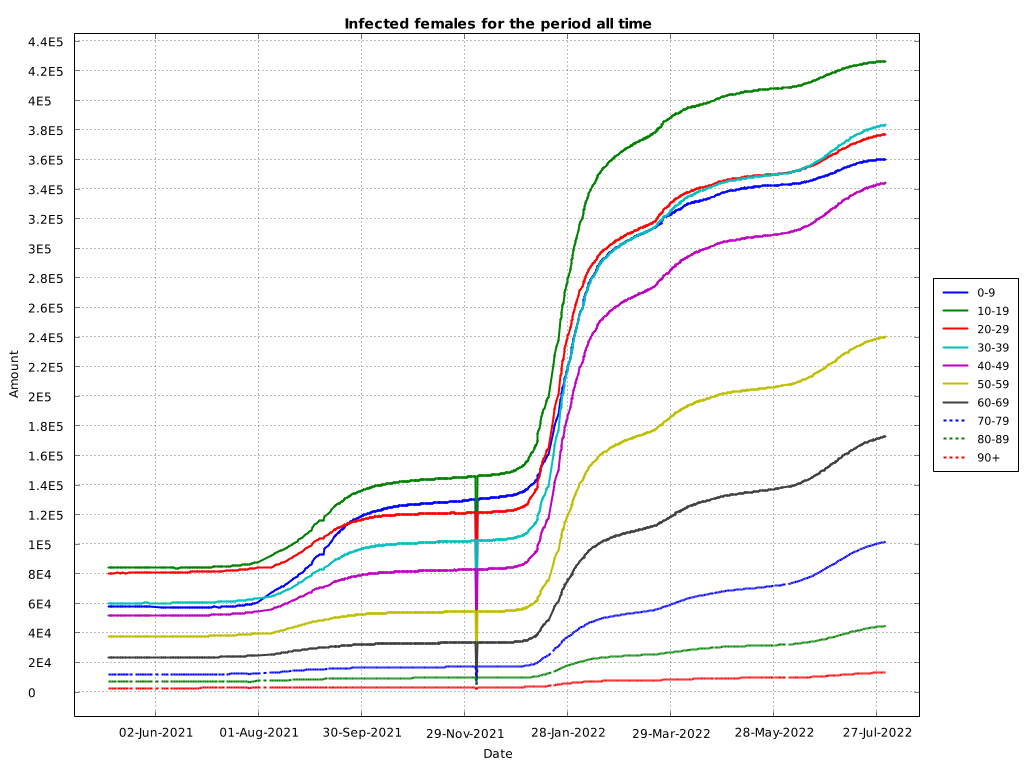 Infected females for the period all time
4.4E5
4.2E5
4E5
3.8E5
3.6E5
3.4E5
3.2E5
3E5
2.8E5
2.6E5
2.4E5
2.2E5
2E5
1.8E5
1.6E5
1.4E5
1.2E5
1E5
8E4
6E4
4E4
2E4
0
Amount
02-Jun-2021
01-Aug-2021
30-Sep-2021
29-Nov-2021
28-Jan-2022
29-Mar-2022
28-May-2022
27-Jul-2022
Date
0-9
10-19
20-29
30-39
40-49
50-59
60-69
70-79
80-89
90+